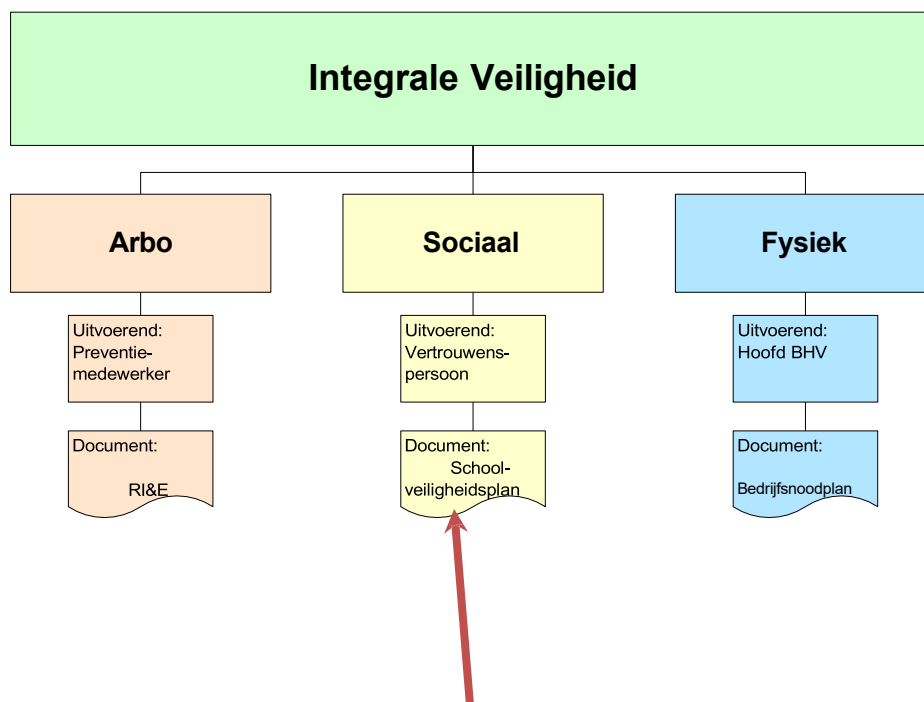 Integrale Veiligheid
Arbo
Uitvoerend:
Preventie-
medewerker
Document:
RI&E
Sociaal
Uitvoerend:
Vertrouwens-
persoon
Document:
School-
veiligheidsplan
Fysiek
Uitvoerend:
Hoofd BHV
Document:
Bedrijfsnoodplan